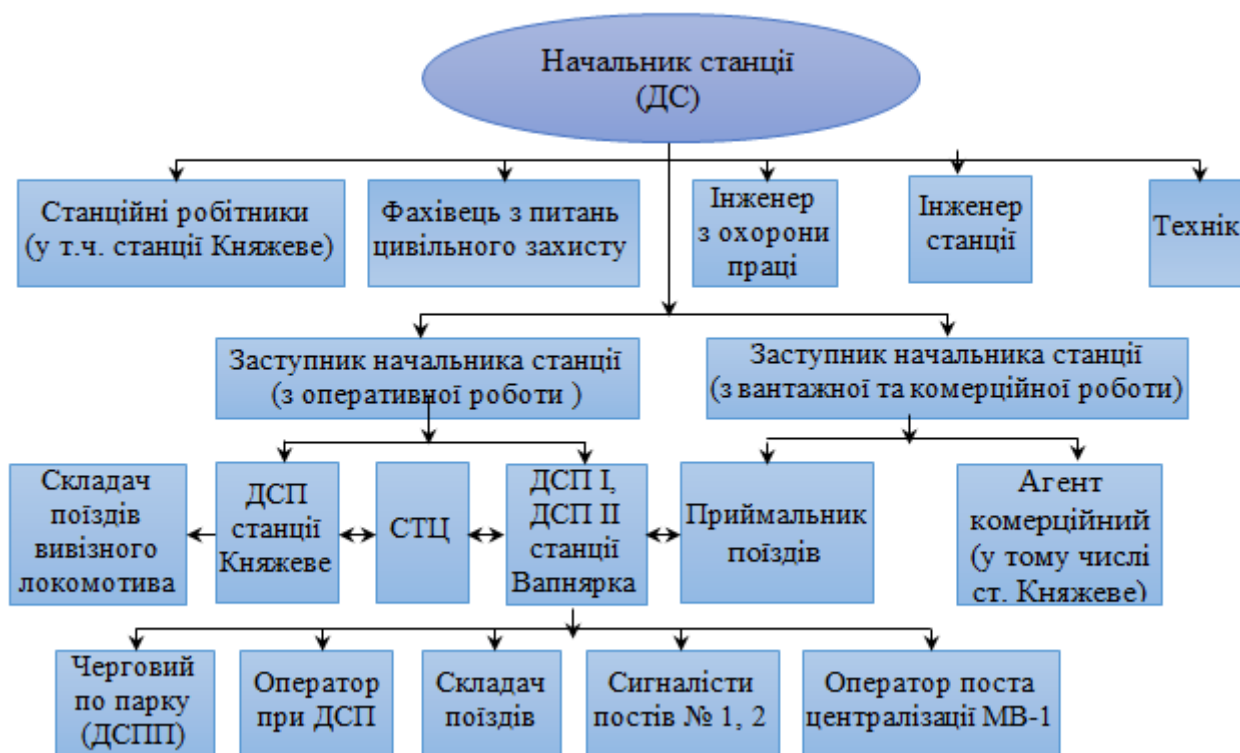 Начальник станції
(ДС)
Станційні робітники
(у т.ч. станції Княжеве)
Фахівець з питань
цивільного захисту
Інженер
з охорони
праці
Інженер
станції
Технік
Заступник начальника станції
(з оперативної роботи )
Заступник начальника станції
(з вантажної та комерційної роботи)
Складач
поїздів
вивізного
локомотива
ДСП
станції
Княжеве
СТЦ
ДСП І,
ДСП ІІ
станції
Вапнярка
Приймальник
поїздів
Агент
комерційний
(у тому числі
ст. Княжеве)
Черговий
по парку
(ДСПП)
Оператор
при ДСП
Складач
поїздів
Сигналісти
постів № 1, 2
Оператор поста
централізації МВ-1